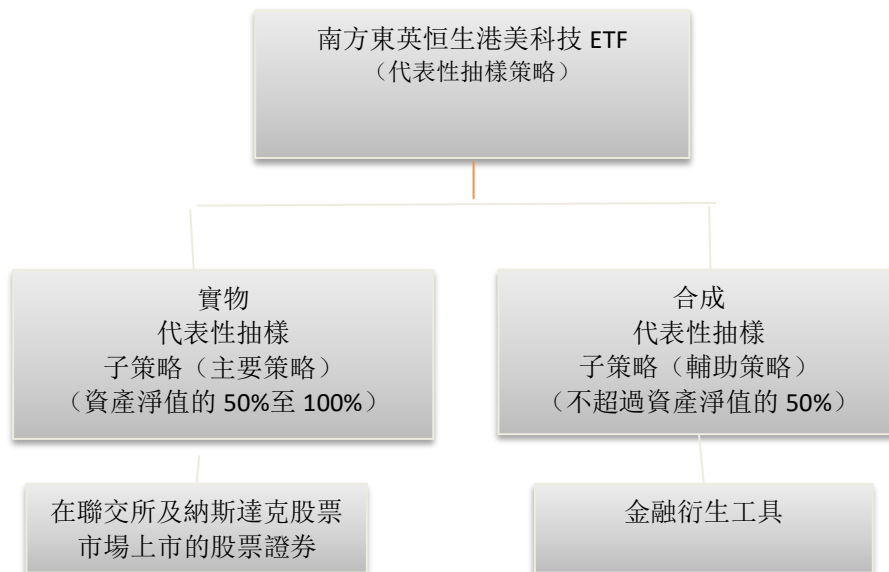 南方東英恒生港美科技 ETF
（代表性抽樣策略）
實物
代表性抽樣
子策略（主要策略）
（資產淨值的 50%至 100%）
合成
代表性抽樣
子策略（輔助策略）
（不超過資產淨值的 50%）
在聯交所及納斯達克股票
市場上市的股票證券
金融衍生工具